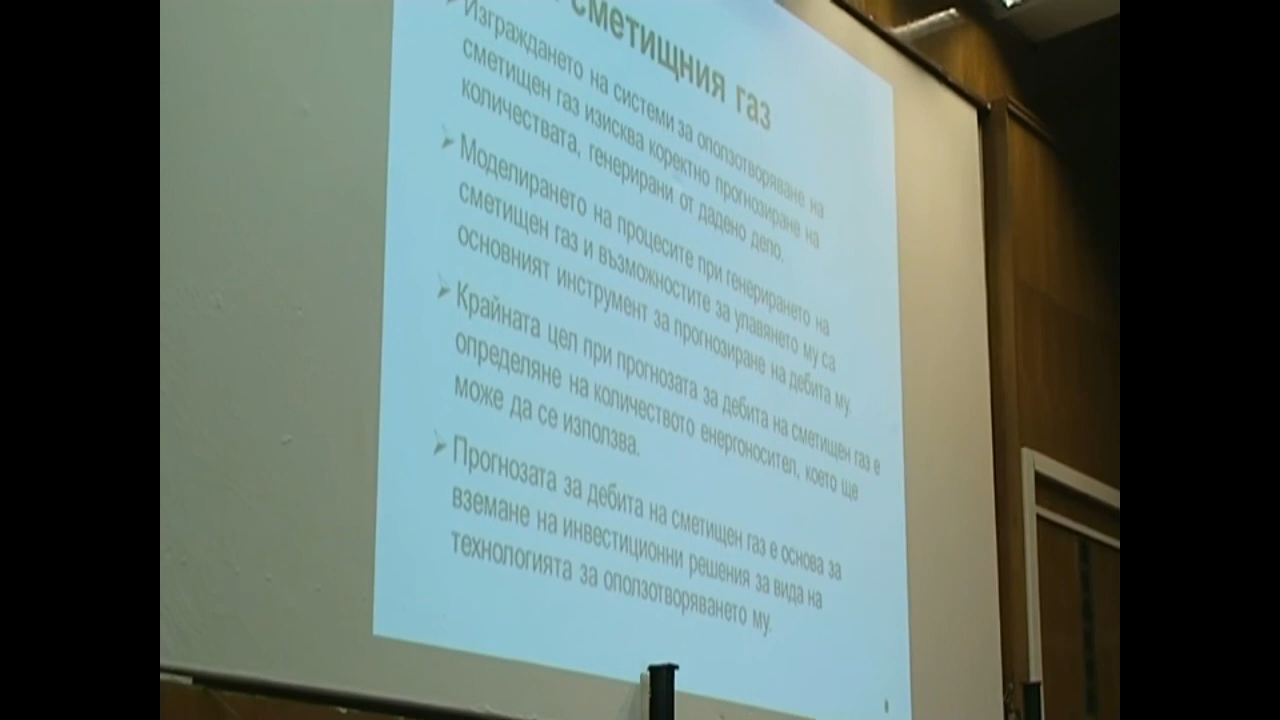 сметищния газ
Изграждането на системи за оползотворяване на
сметищен газ изисква коректно прогнозиране на
количествата, генерирани от дадено депо.
Моделирането на процесите при генерирането на
сметищен газ и възможностите за улавянето му са
основният инструмент за прогнозиране на дебита му.
Крайната цел при прогнозата за дебита на сметищен газ е
определяне на количеството енергоносител, което ще
може да се използва.
Прогнозата за дебита на сметищен газ е основа за
вземане на инвестиционни решения за вида на
технологията за оползотворяването му.